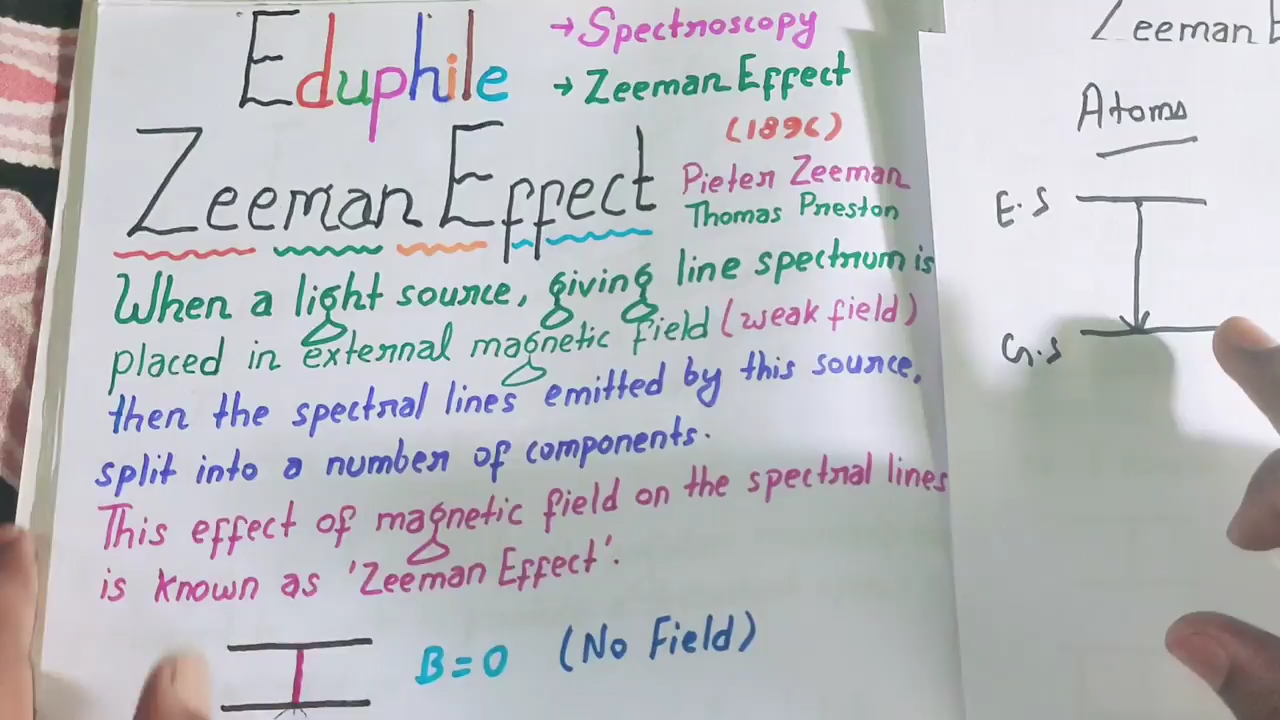 Eduphile
→ Spectroscopy
→ Zeeman Effect
(1896)
Zeeman Effect
Pieter Zeeman
Thomas Preston
When a light source, giving line spectrum is
placed in external magnetic field (weak field)
then the spectral lines emitted by this source,
split into a number of components.
This effect of magnetic field on the spectral lines
is known as 'Zeeman Effect'.
B=0 (No Field)
Zeeman E
Atoms
E.S
G.S